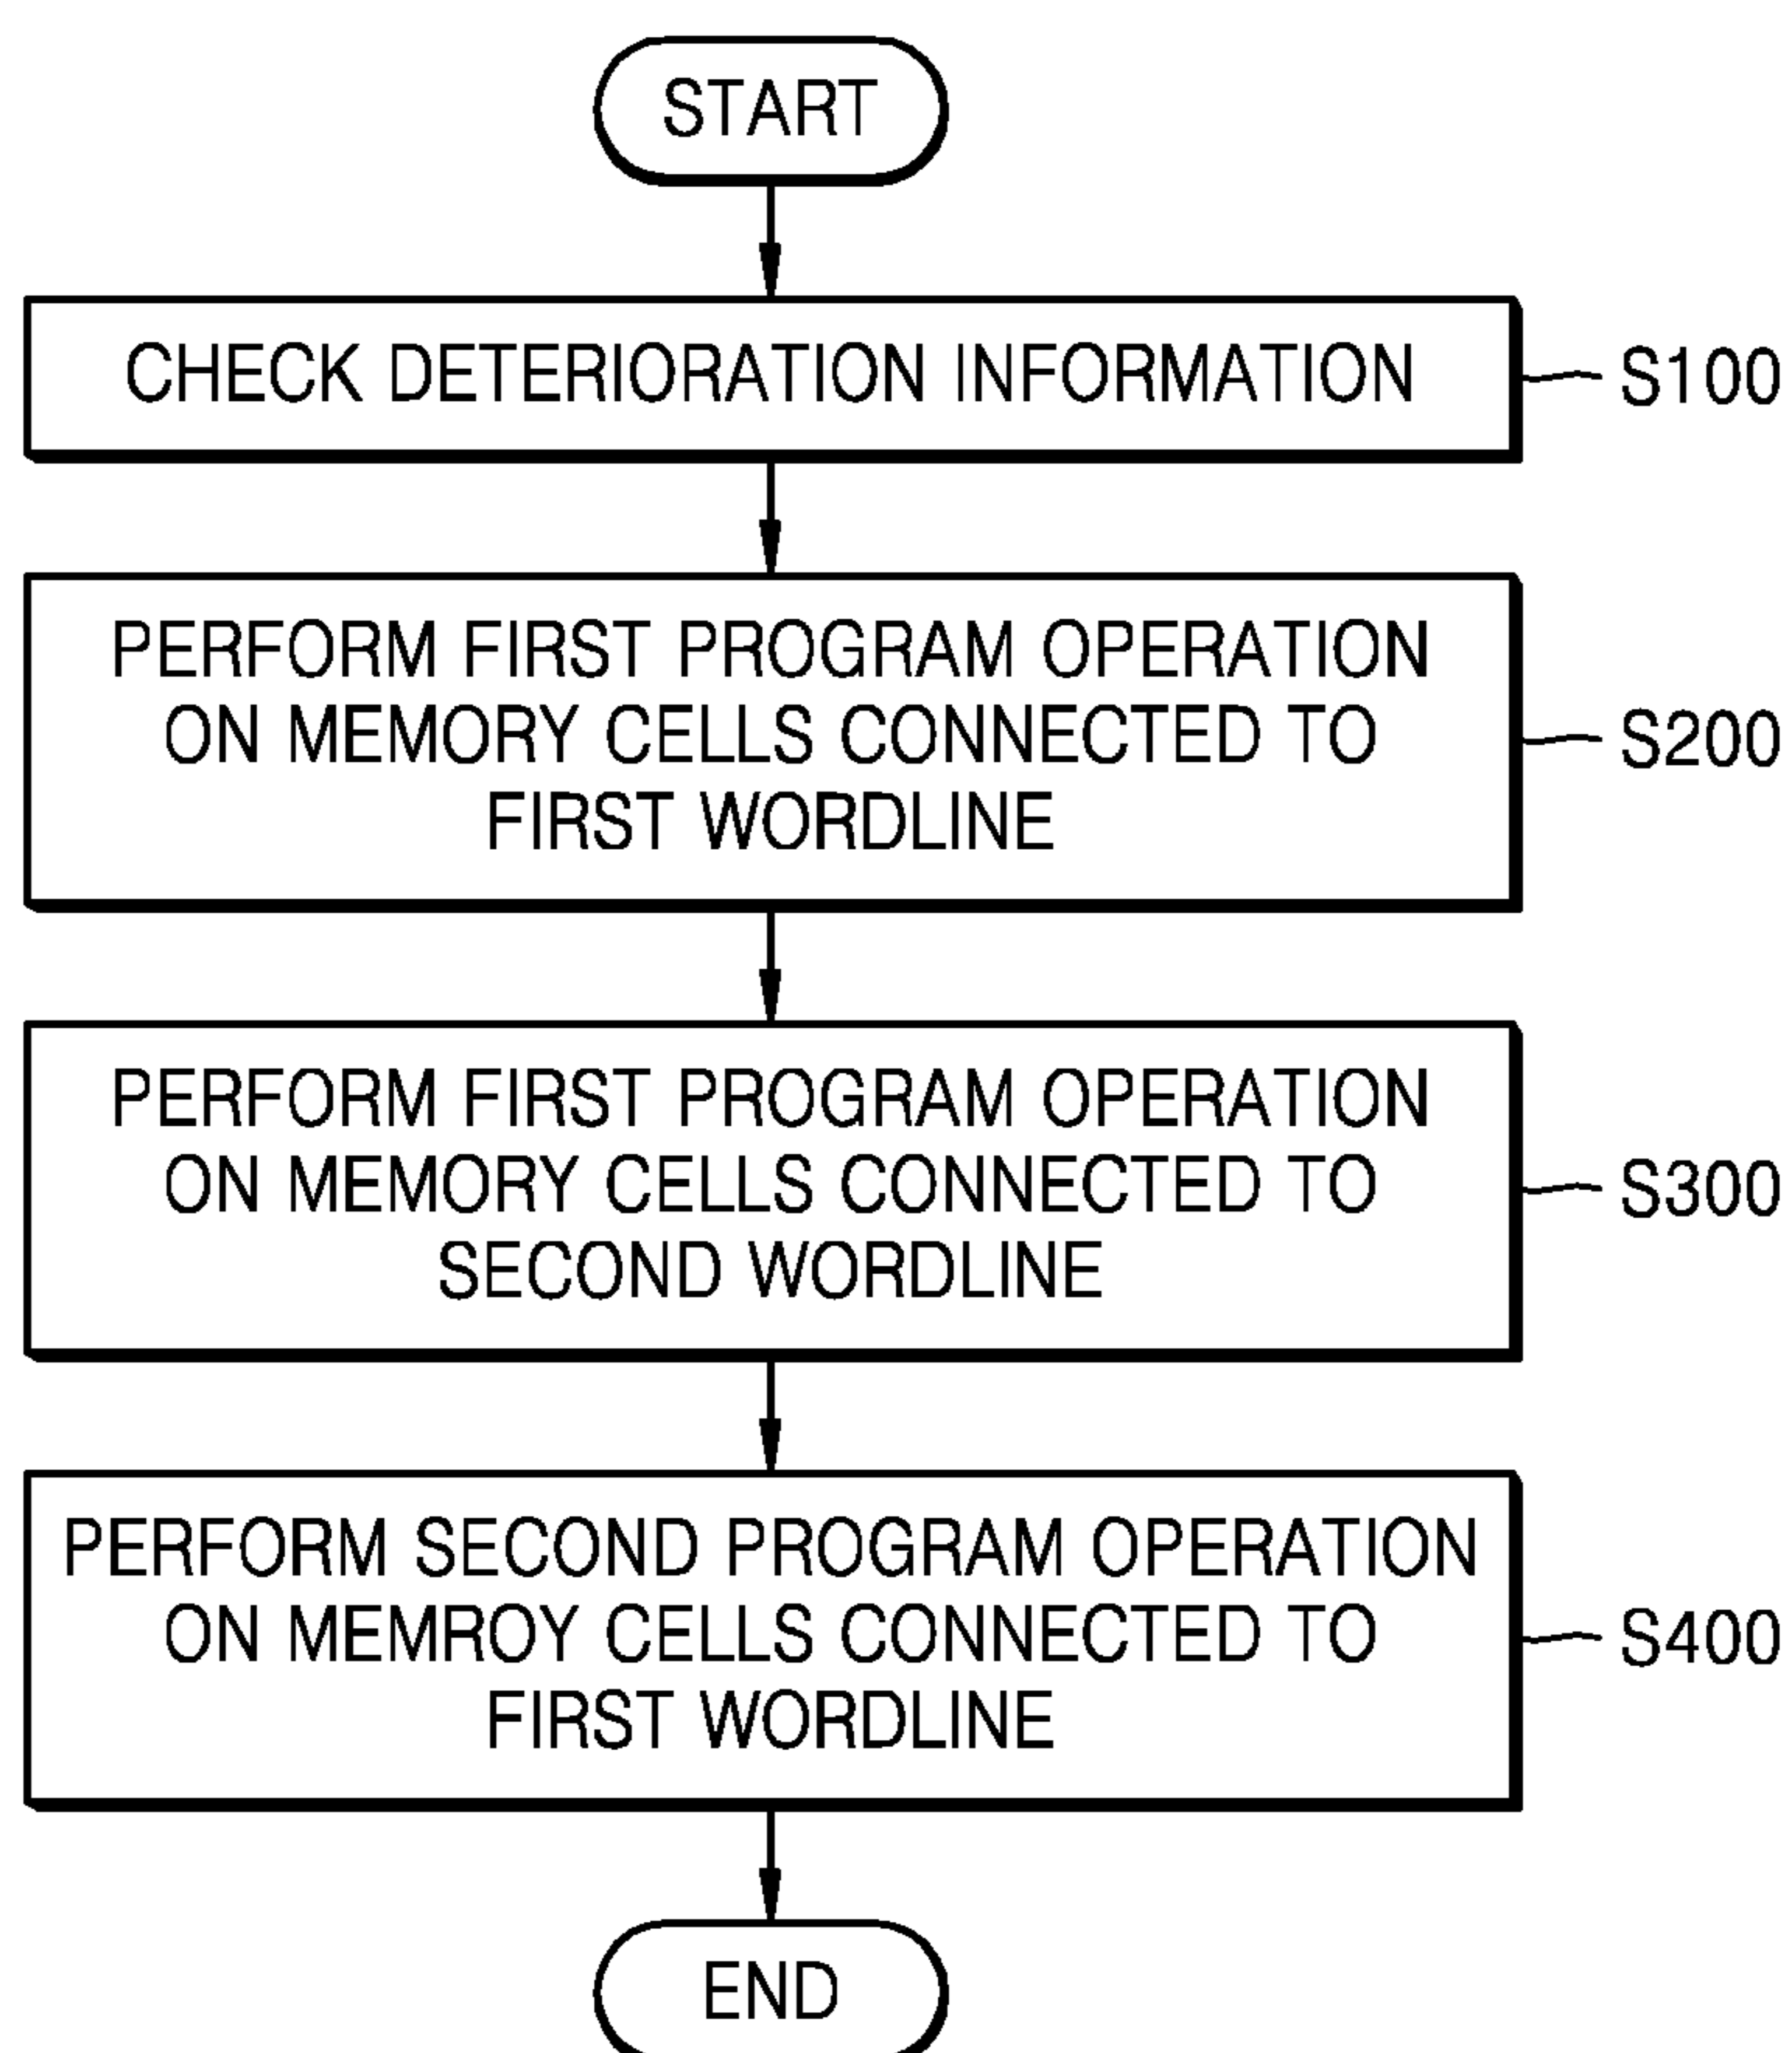 START
CHECK DETERIORATION INFORMATION
S100
PERFORM FIRST PROGRAM OPERATION
ON MEMORY CELLS CONNECTED TO
FIRST WORDLINE
S200
PERFORM FIRST PROGRAM OPERATION
ON MEMORY CELLS CONNECTED TO
SECOND WORDLINE
S300
PERFORM SECOND PROGRAM OPERATION
ON MEMROY CELLS CONNECTED TO
FIRST WORDLINE
S400
END